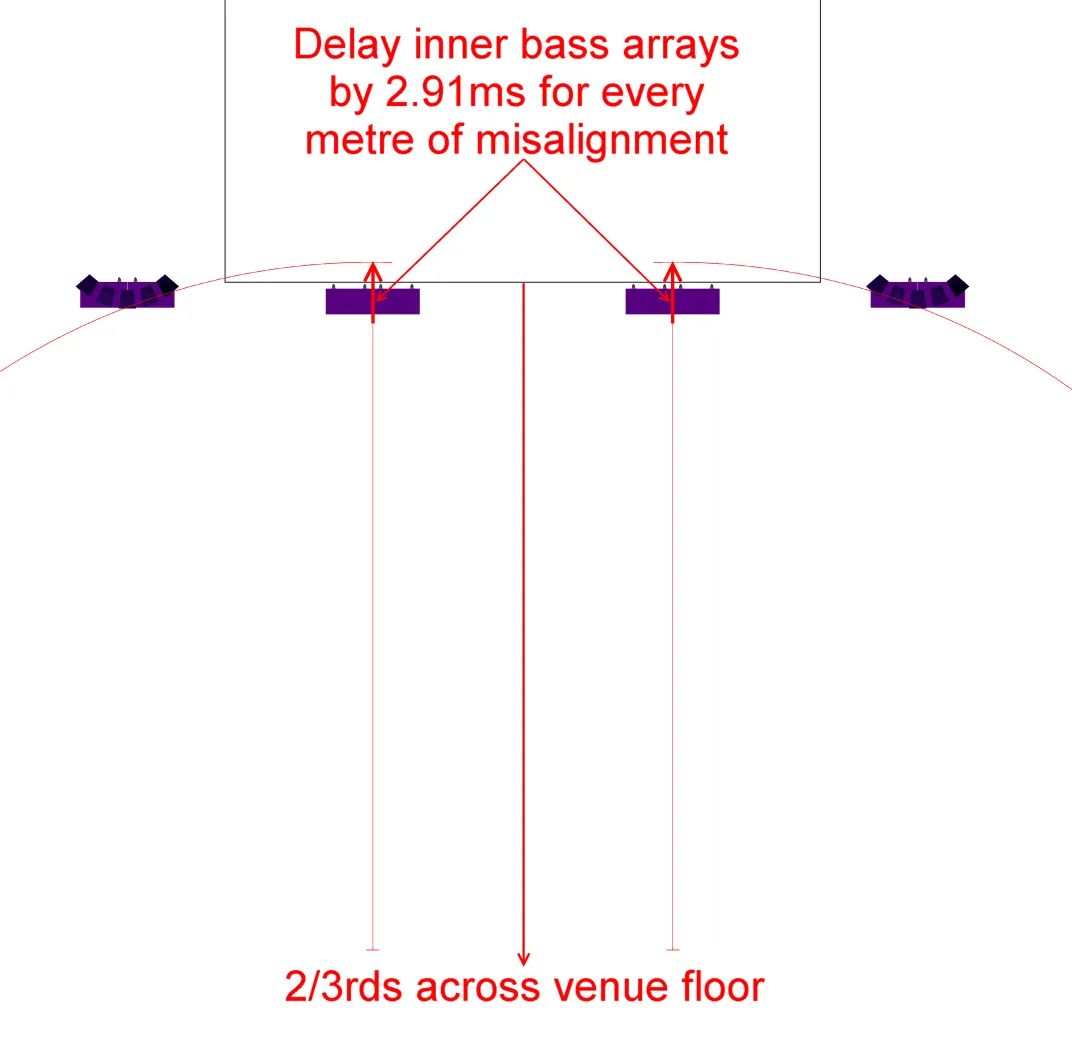 Delay inner bass arrays
by 2.91ms for every
metre of misalignment
2/3rds across venue floor